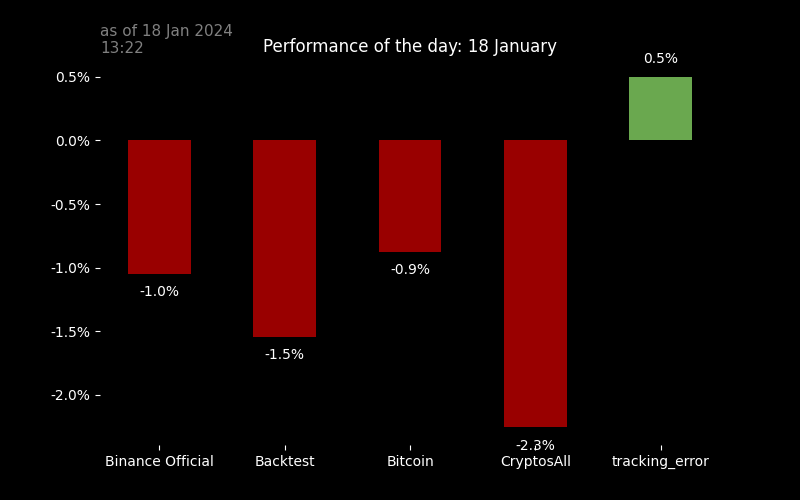 as of 18 Jan 2024
13:22
Performance of the day: 18 January
0.5%
0.5%
0.0%
-0.5%
-1.0%
-1.0%
-0.9%
-1.5%
-1.5%
-2.0%
-2.3%
Binance Official
Backtest
Bitcoin
CryptosAll
tracking_error